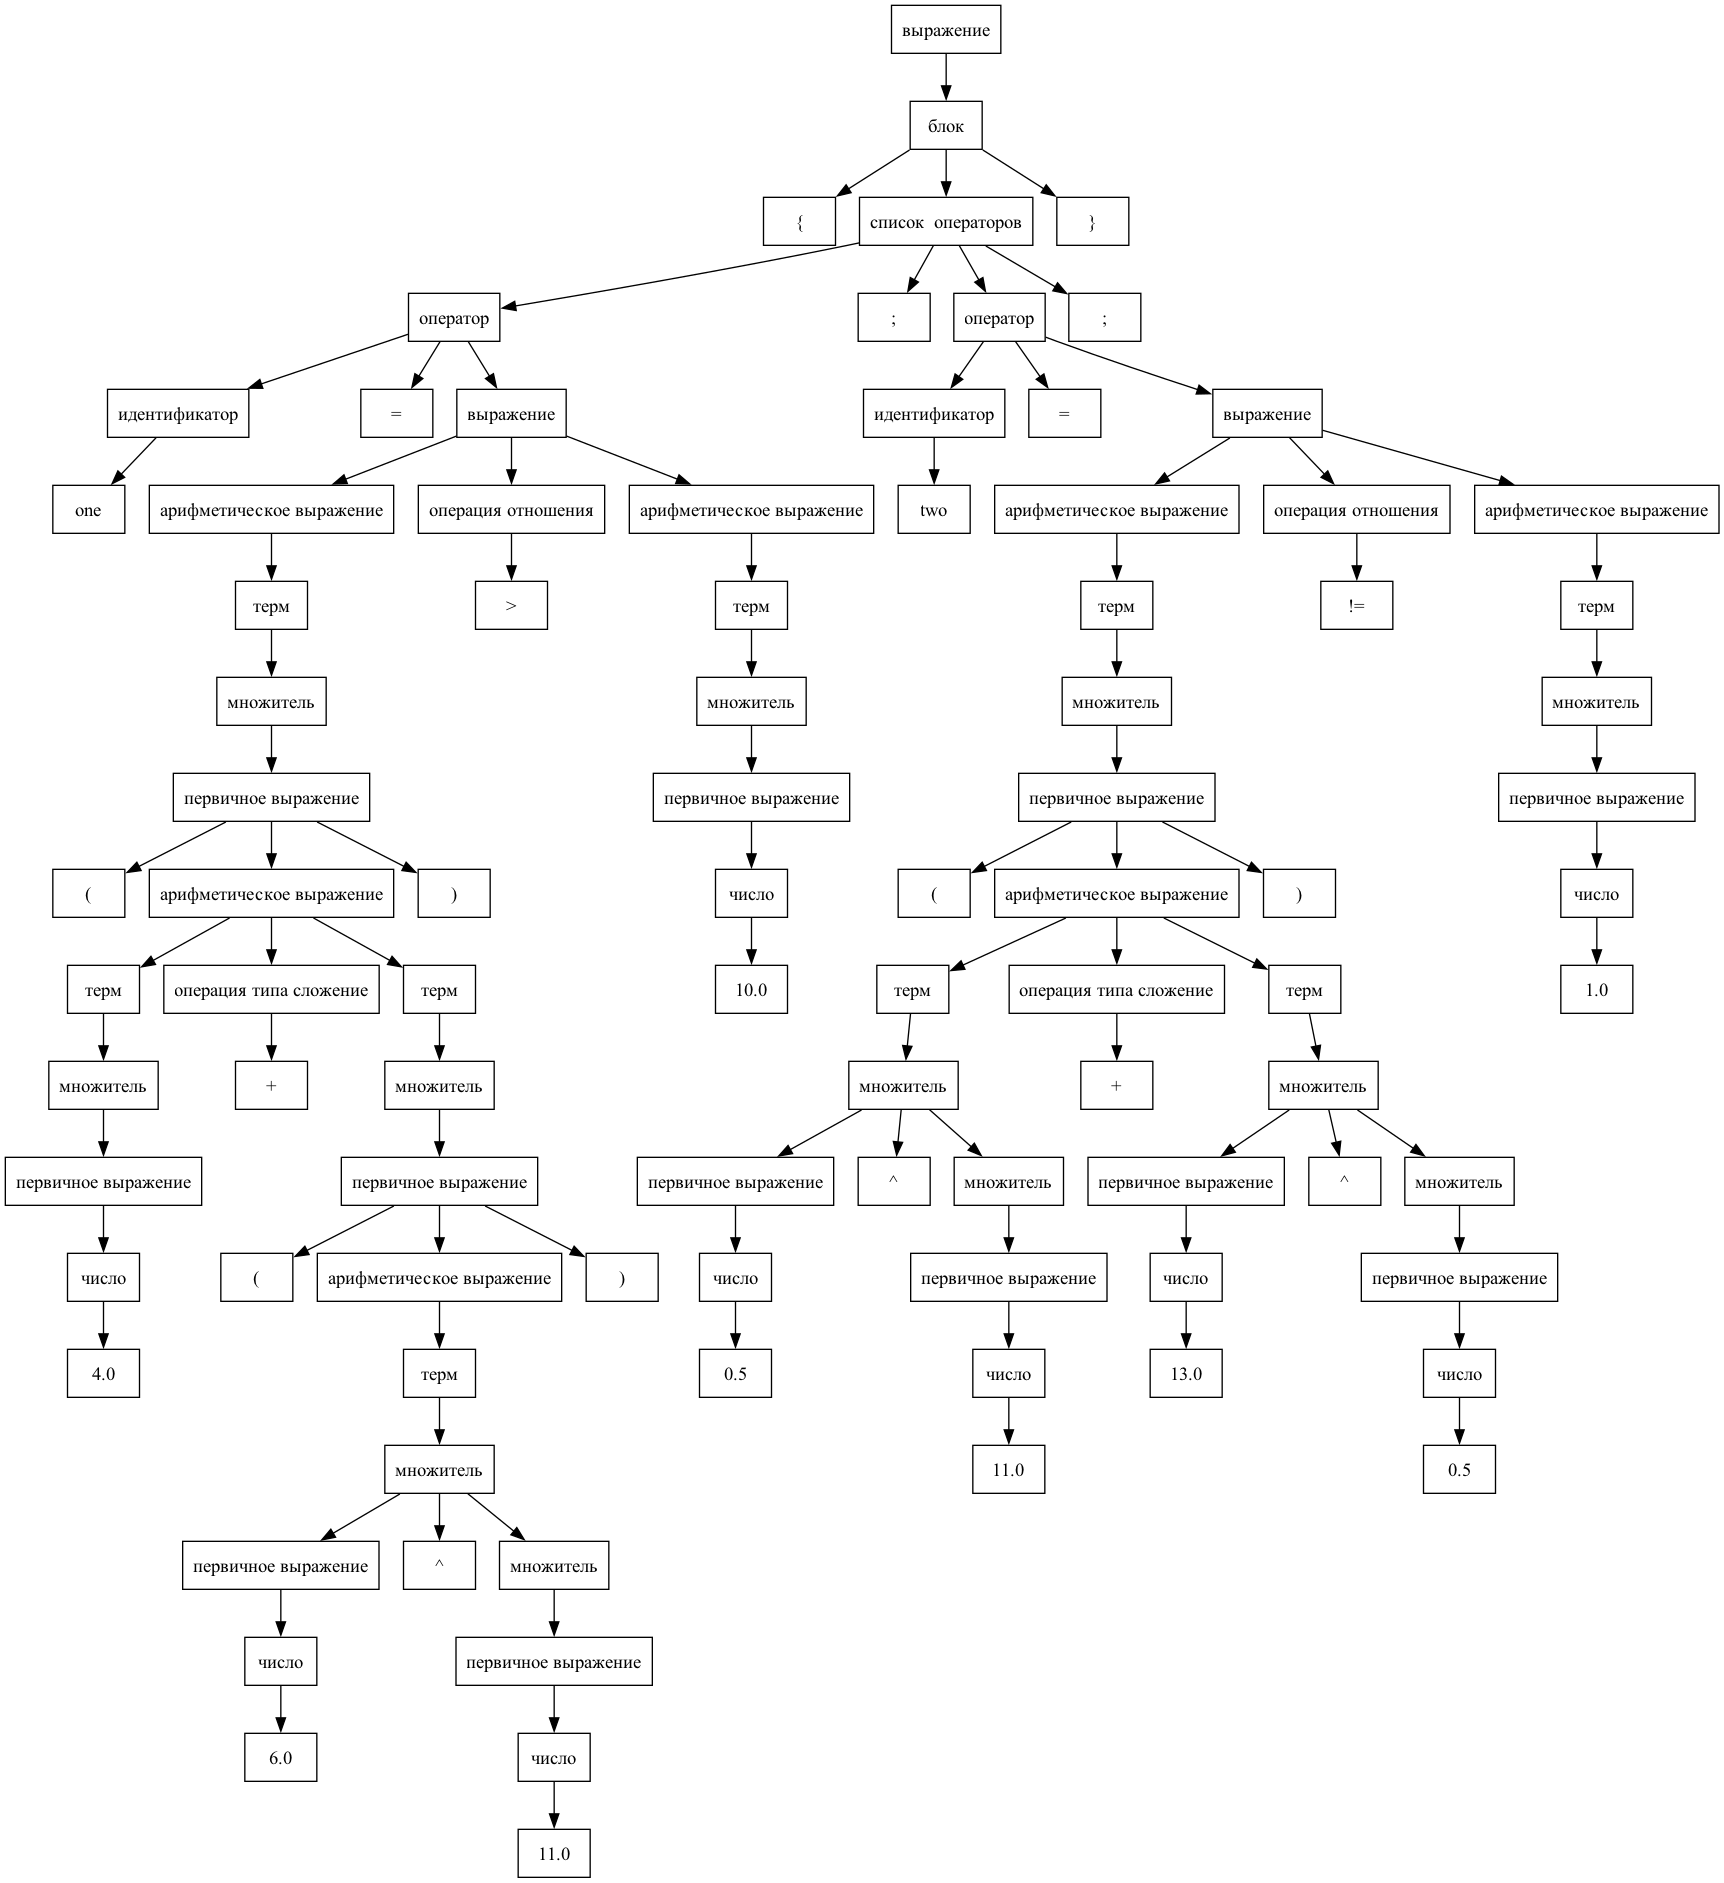 выражение
блок
{
список  операторов
}
оператор
;
оператор
;
идентификатор
=
выражение
идентификатор
=
выражение
one
арифметическое выражение
операция отношения
арифметическое выражение
two
арифметическое выражение
операция отношения
арифметическое выражение
терм
>
терм
терм
!=
терм
множитель
множитель
множитель
множитель
первичное выражение
первичное выражение
первичное выражение
первичное выражение
(
арифметическое выражение
)
число
(
арифметическое выражение
)
число
терм
операция типа сложение
терм
10.0
терм
операция типа сложение
терм
1.0
множитель
+
множитель
множитель
+
множитель
первичное выражение
первичное выражение
первичное выражение
^
множитель
первичное выражение
^
множитель
число
(
арифметическое выражение
)
число
первичное выражение
число
первичное выражение
4.0
терм
0.5
число
13.0
число
множитель
11.0
0.5
первичное выражение
^
множитель
число
первичное выражение
6.0
число
11.0